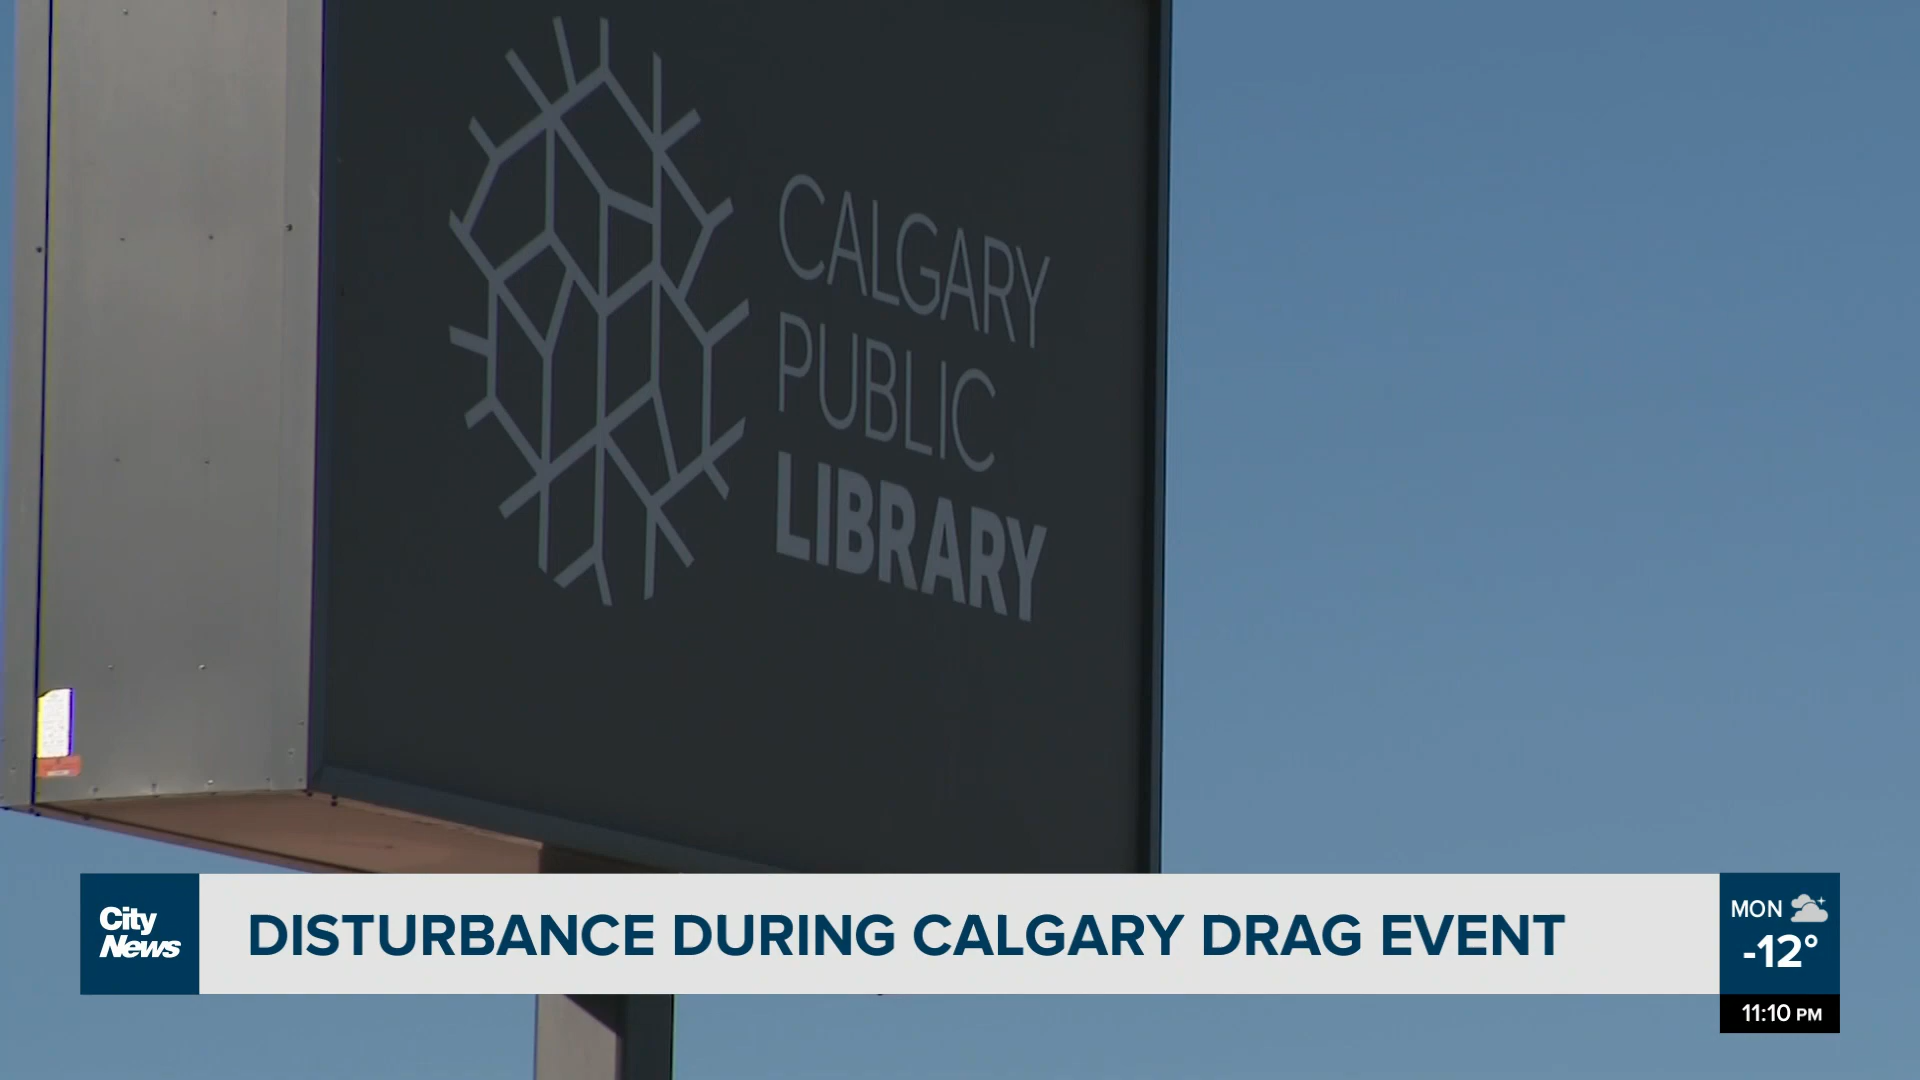 CALGARY
PUBLIC
LIBRARY
City
News
DISTURBANCE DURING CALGARY DRAG EVENT
MON
-12°
11:10 PM